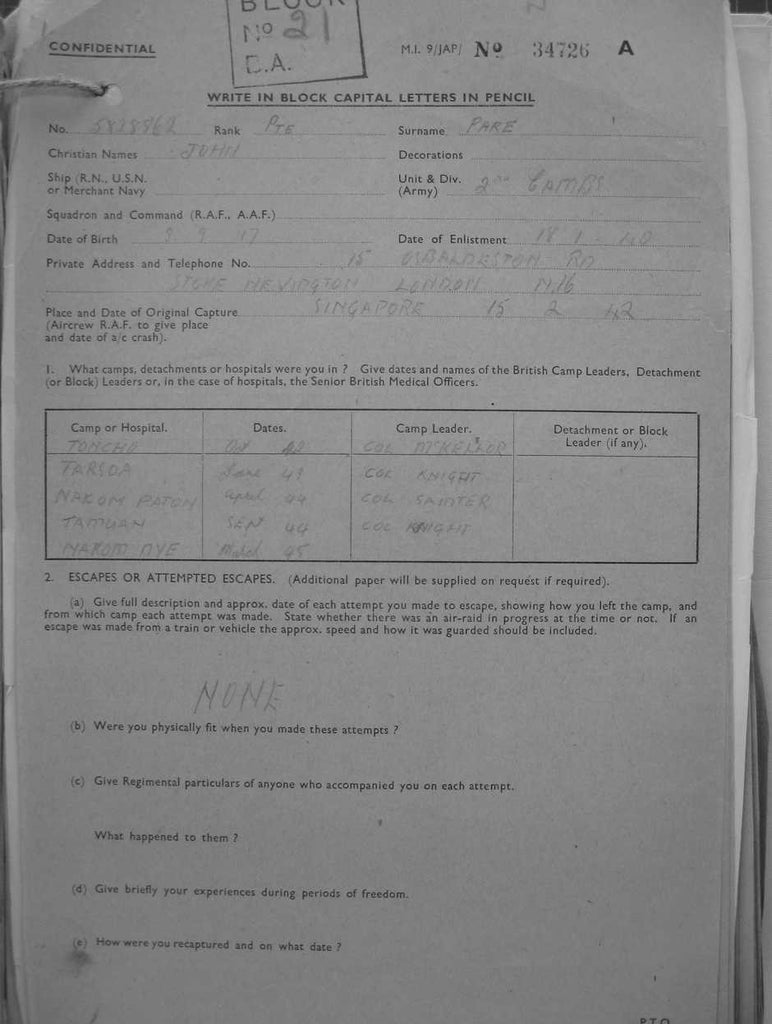 BLOCK
No 21
C.A.
CONFIDENTIAL M.I. 9/JAP/ No 34726 A
WRITE IN BLOCK CAPITAL LETTERS IN PENCIL
No. Rank PTE Surname PARE
Christian Names JOHN Decorations
Ship (R.N., U.S.N. Unit & Div. 2nd CAMBS
or Merchant Navy (Army)
Squadron and Command (R.A.F., A.A.F.)
Date of Birth 9 17 Date of Enlistment 18 1 40
Private Address and Telephone No. 15 OSBALDESTON RD
STOKE NEWINGTON LONDON N.16
Place and Date of Original Capture SINGAPORE 15 2 42
(Aircrew R.A.F. to give place
and date of a/c crash).
1. What camps, detachments or hospitals were you in ? Give dates and names of the British Camp Leaders, Detachment
(or Block) Leaders or, in the case of hospitals, the Senior British Medical Officers.
Camp or Hospital. Dates. Camp Leader. Detachment or Block
Leader (if any).
TONCHO Oct 42 COL McKELLOR
TARSOA 43 COL KNIGHT
NAKOM PATON April 44 COL SAINTER
TAMUAN SEN 44 COL KNIGHT
NAKOM NYE March 45
2. ESCAPES OR ATTEMPTED ESCAPES. (Additional paper will be supplied on request if required).
(a) Give full description and approx. date of each attempt you made to escape, showing how you left the camp, and
from which camp each attempt was made. State whether there was an air-raid in progress at the time or not. If an
escape was made from a train or vehicle the approx. speed and how it was guarded should be included.
NONE
(b) Were you physically fit when you made these attempts ?
(c) Give Regimental particulars of anyone who accompanied you on each attempt.
What happened to them ?
(d) Give briefly your experiences during periods of freedom.
(e) How were you recaptured and on what date ?
P.T.O.